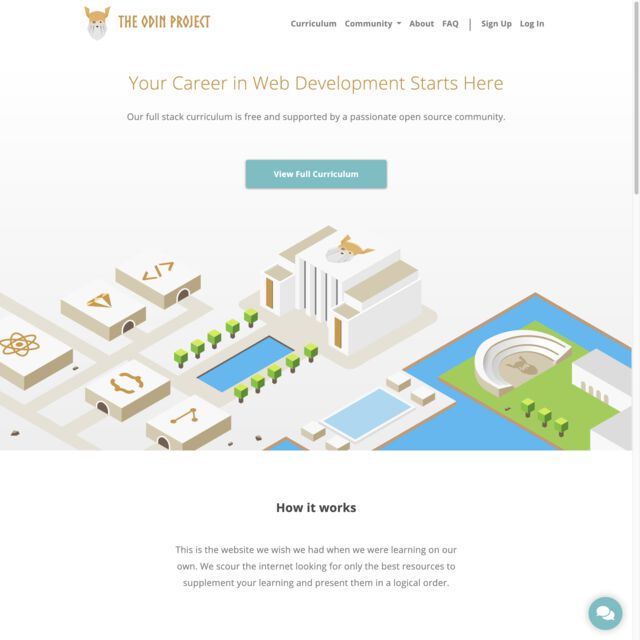 THE ODIN PROJECT
Curriculum Community About FAQ | Sign Up Log In
Your Career in Web Development Starts Here
Our full stack curriculum is free and supported by a passionate open source community.
View Full Curriculum
</>
{}
How it works
This is the website we wish we had when we were learning on our
own. We scour the internet looking for only the best resources to
supplement your learning and present them in a logical order.